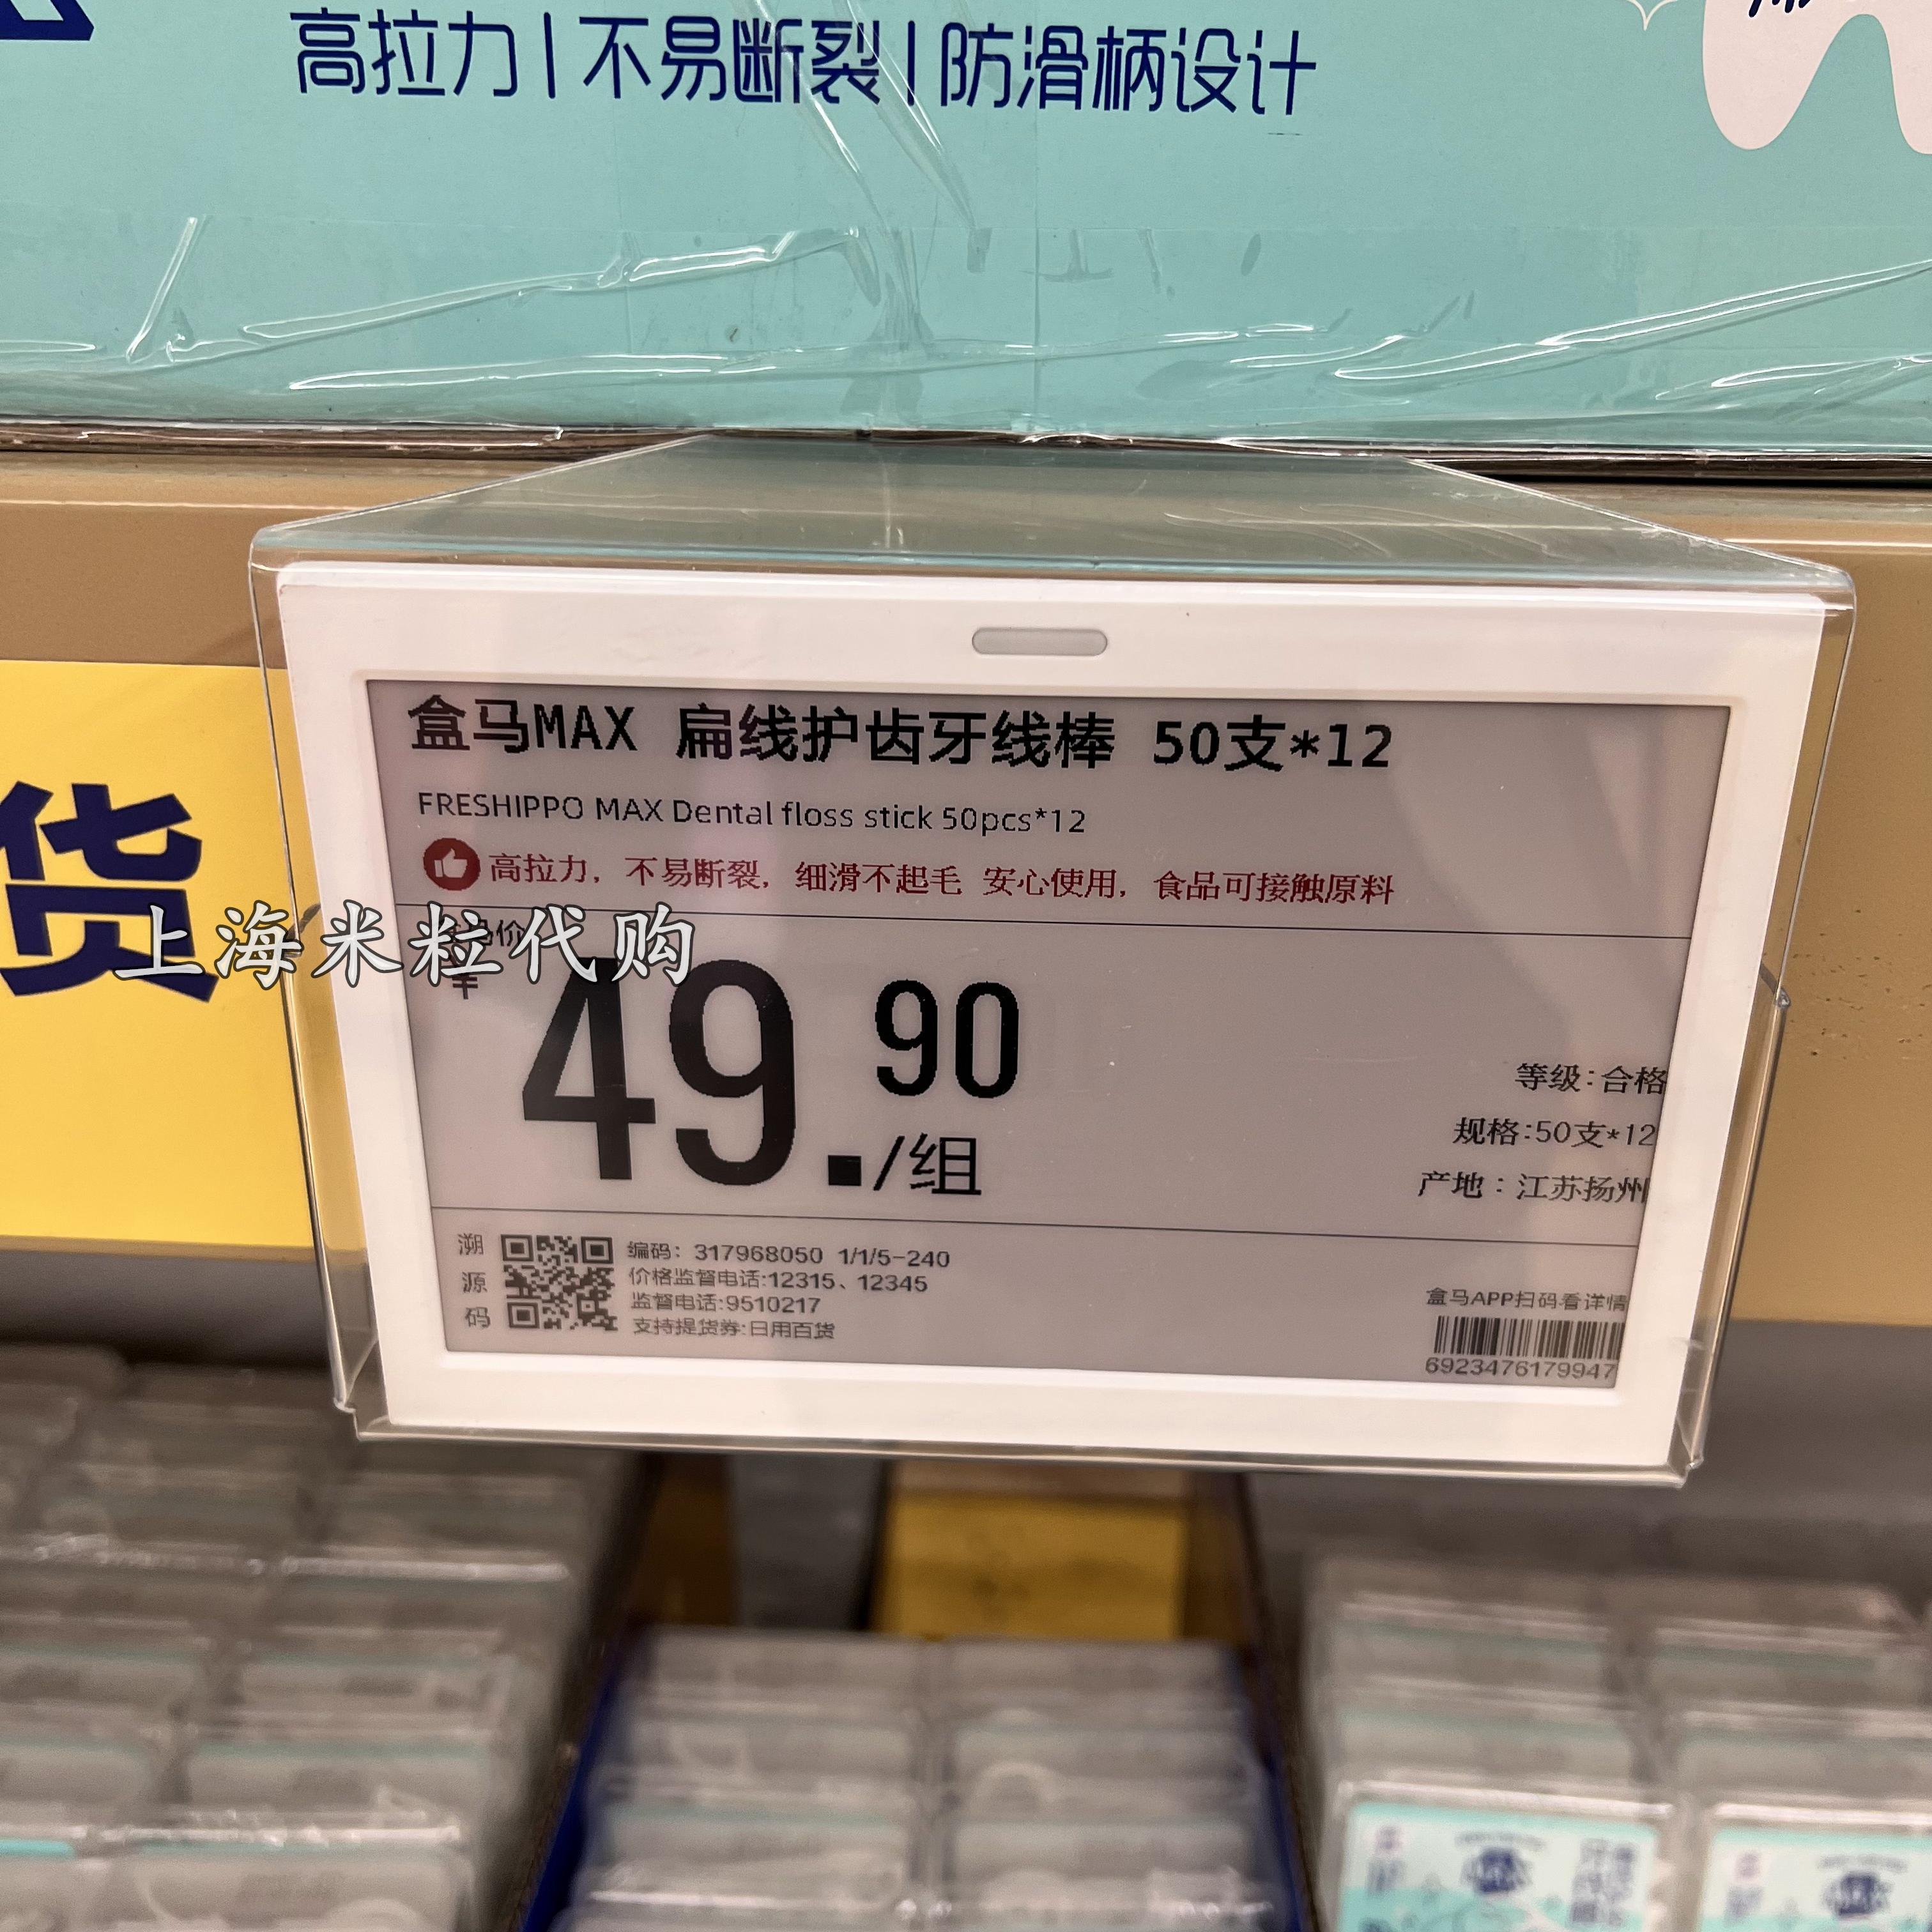 高拉力|不易断裂|防滑柄设计
盒马MAX 扁线护齿牙线棒 50支*12
FRESHIPPO MAX Dental floss stick 50pcs*12
高拉力，不易断裂，细滑不起毛 安心使用，食品可接触原料
货
上海米粒代购
¥
49.90/组
等级:合格
规格:50支*12
产地：江苏扬州
溯源码
编码：317968050 1/1/5-240
价格监督电话:12315、12345
监督电话:9510217
支持提货券:日用百货
盒马APP扫码看详情
6923476179947